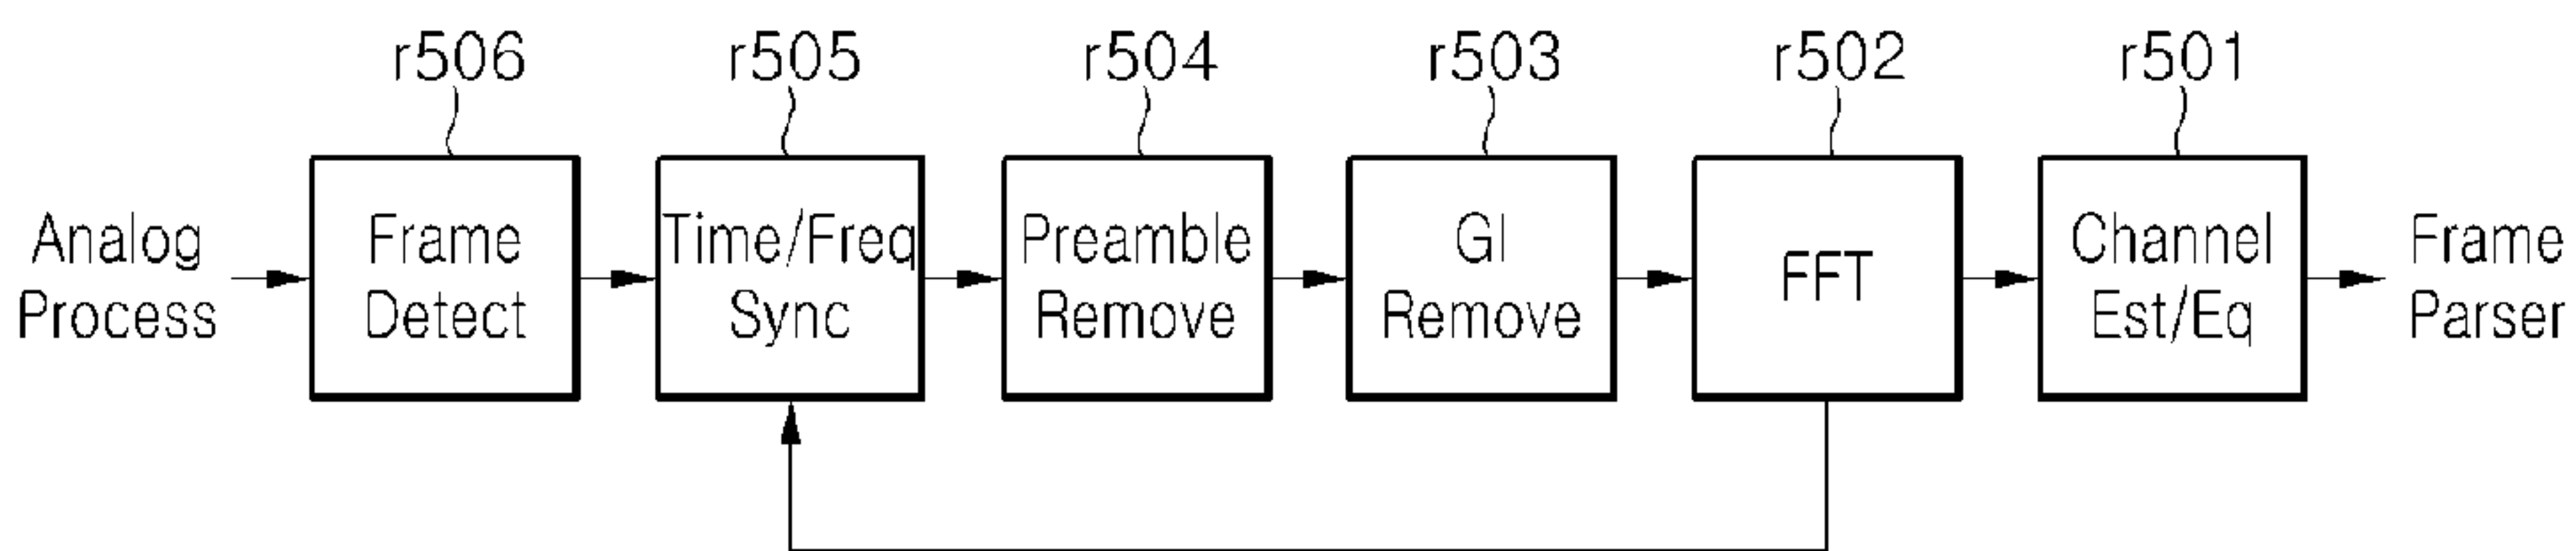 r506
r505
r504
r503
r502
r501
Analog
Process
Frame
Detect
Time/Freq
Sync
Preamble
Remove
GI
Remove
FFT
Channel
Est/Eq
Frame
Parser